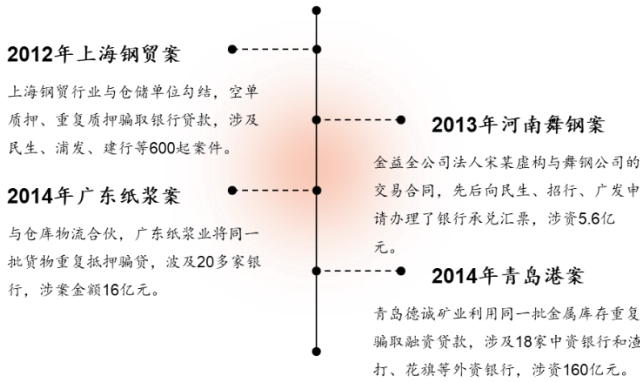 2012年上海钢贸案
上海钢贸行业与仓储单位勾结，空单
质押、重复质押骗取银行贷款，涉及
民生、浦发、建行等600起案件。
2013年河南舞钢案
金益全公司法人宋某虚构与舞钢公司的
交易合同，先后向民生、招行、广发申
请办理了银行承兑汇票，涉资5.6亿
元。
2014年广东纸浆案
与仓库物流合伙，广东纸浆业将同一
批货物重复抵押骗贷，波及20多家银
行，涉案金额16亿元。
2014年青岛港案
青岛德诚矿业利用同一批金属库存重复
骗取融资贷款，涉及18家中资银行和渣
打、花旗等外资银行，涉资160亿元。